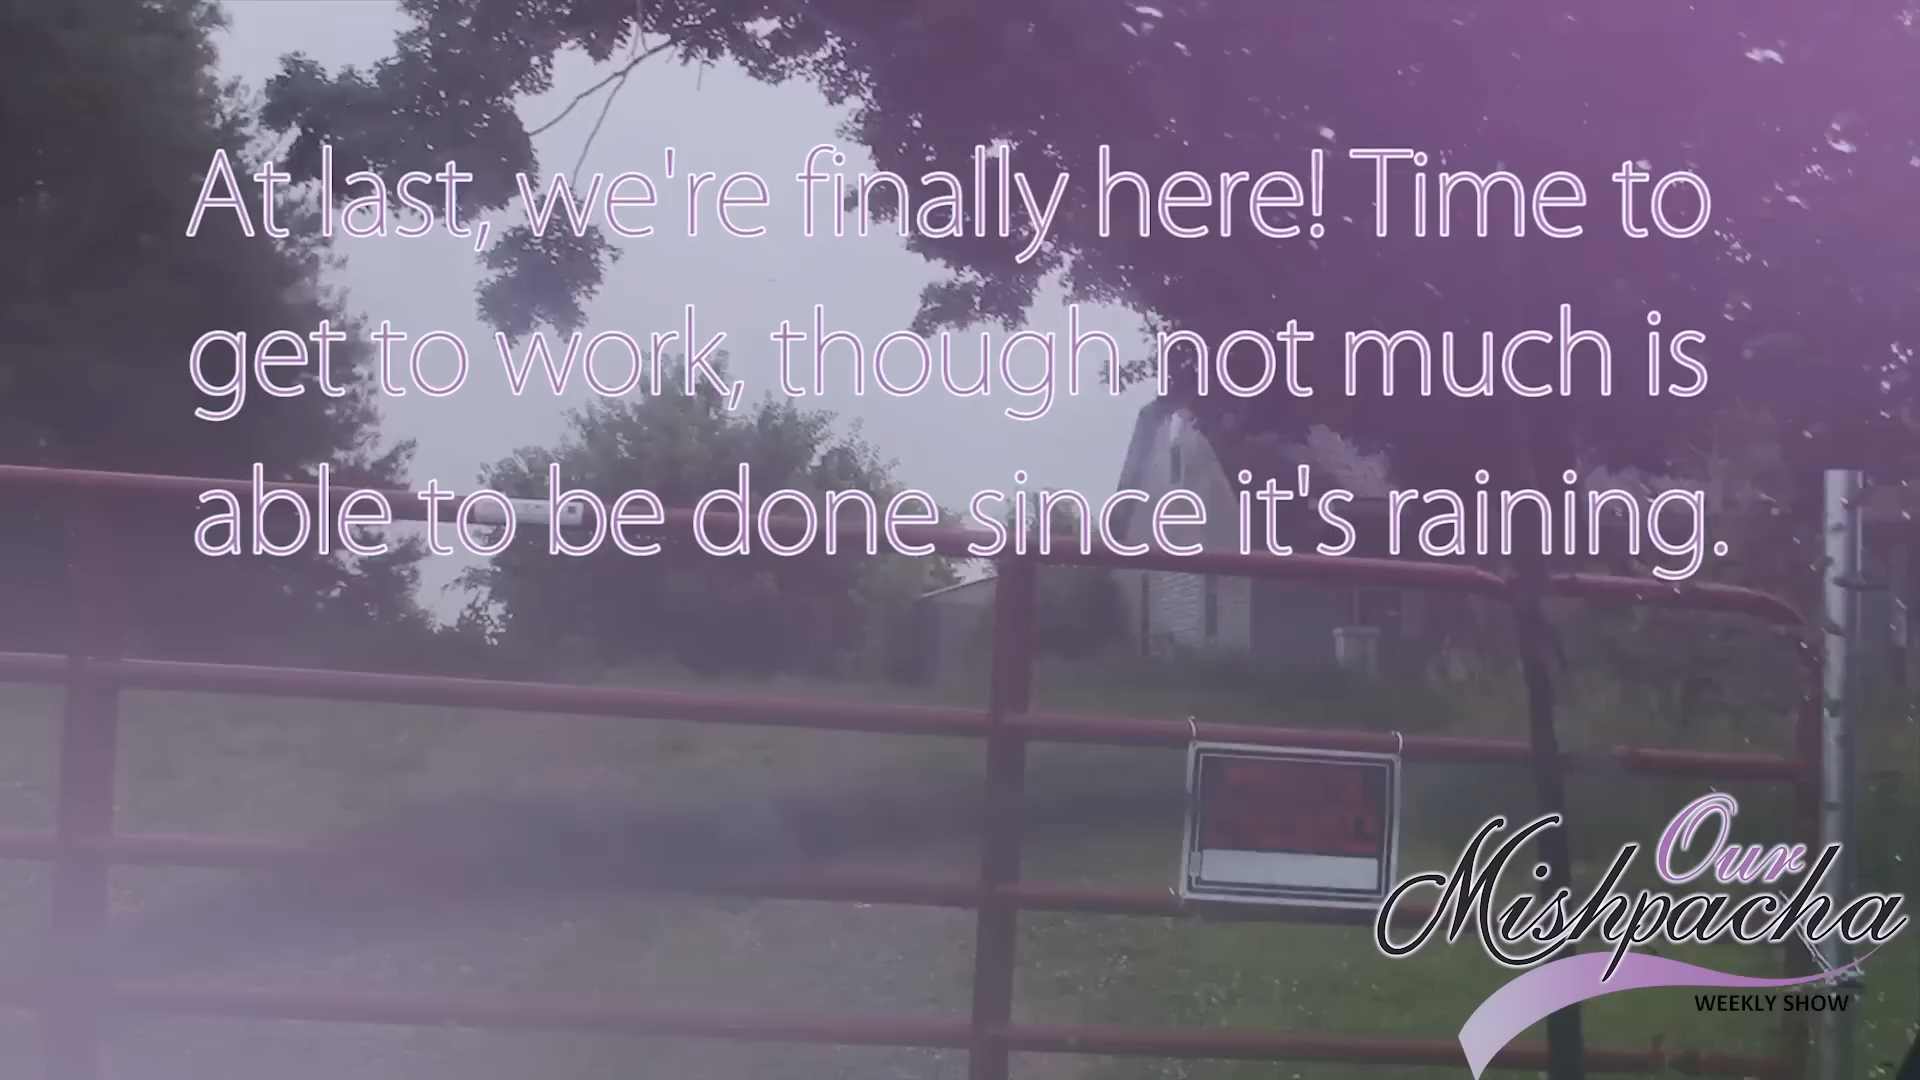 At last, we're finally here! Time to
get to work, though not much is
able to be done since it's raining.
Our
Mishpacha
WEEKLY SHOW